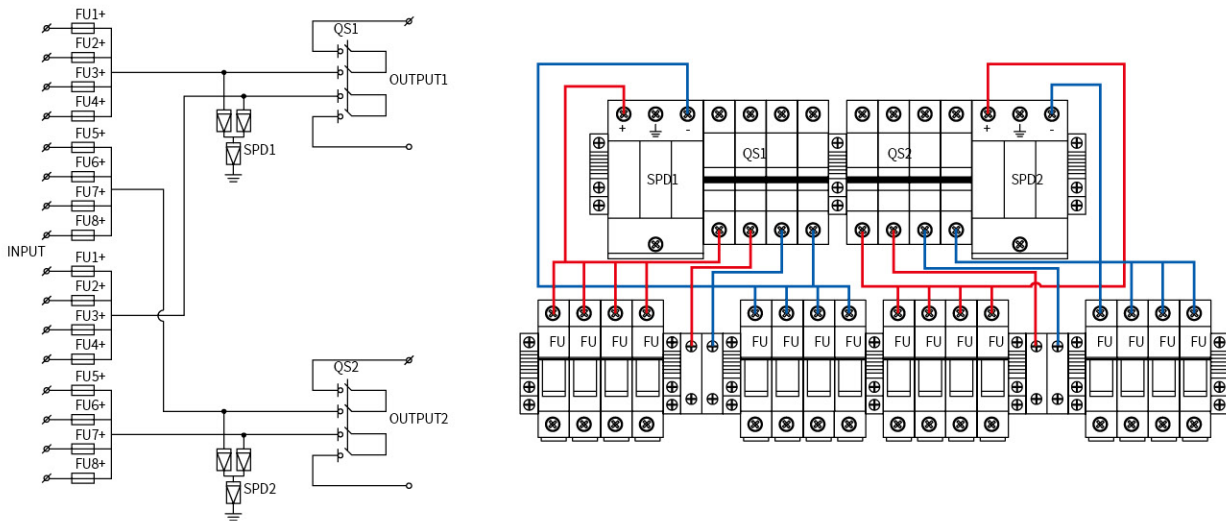 FU1+
FU2+
FU3+
FU4+
FU5+
FU6+
FU7+
FU8+
INPUT
FU1+
FU2+
FU3+
FU4+
FU5+
FU6+
FU7+
FU8+
QS1
OUTPUT1
SPD1
QS2
OUTPUT2
SPD2
+ -
SPD1
QS1
QS2
+ -
SPD2
FU FU FU FU
FU FU FU FU
FU FU FU FU
FU FU FU FU